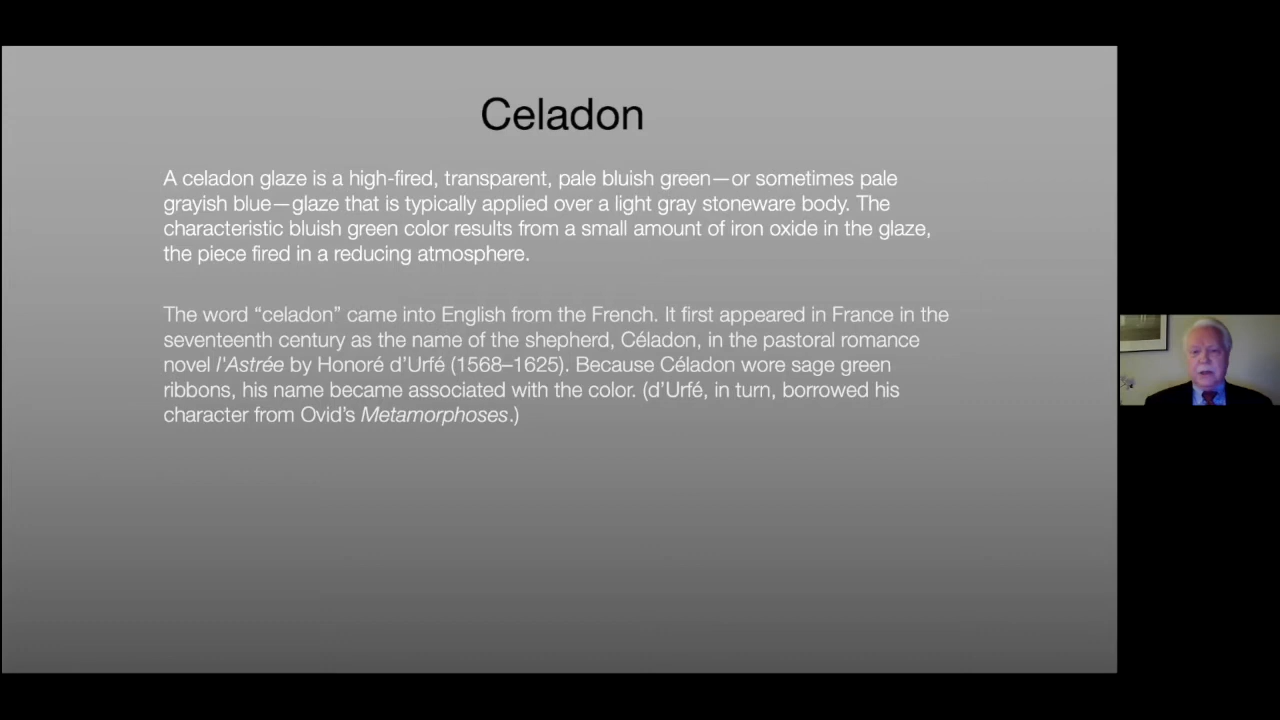 Celadon
A celadon glaze is a high-fired, transparent, pale bluish green—or sometimes pale
grayish blue—glaze that is typically applied over a light gray stoneware body. The
characteristic bluish green color results from a small amount of iron oxide in the glaze,
the piece fired in a reducing atmosphere.
The word “celadon” came into English from the French. It first appeared in France in the
seventeenth century as the name of the shepherd, Céladon, in the pastoral romance
novel l'Astrée by Honoré d’Urfé (1568–1625). Because Céladon wore sage green
ribbons, his name became associated with the color. (d’Urfé, in turn, borrowed his
character from Ovid’s Metamorphoses.)